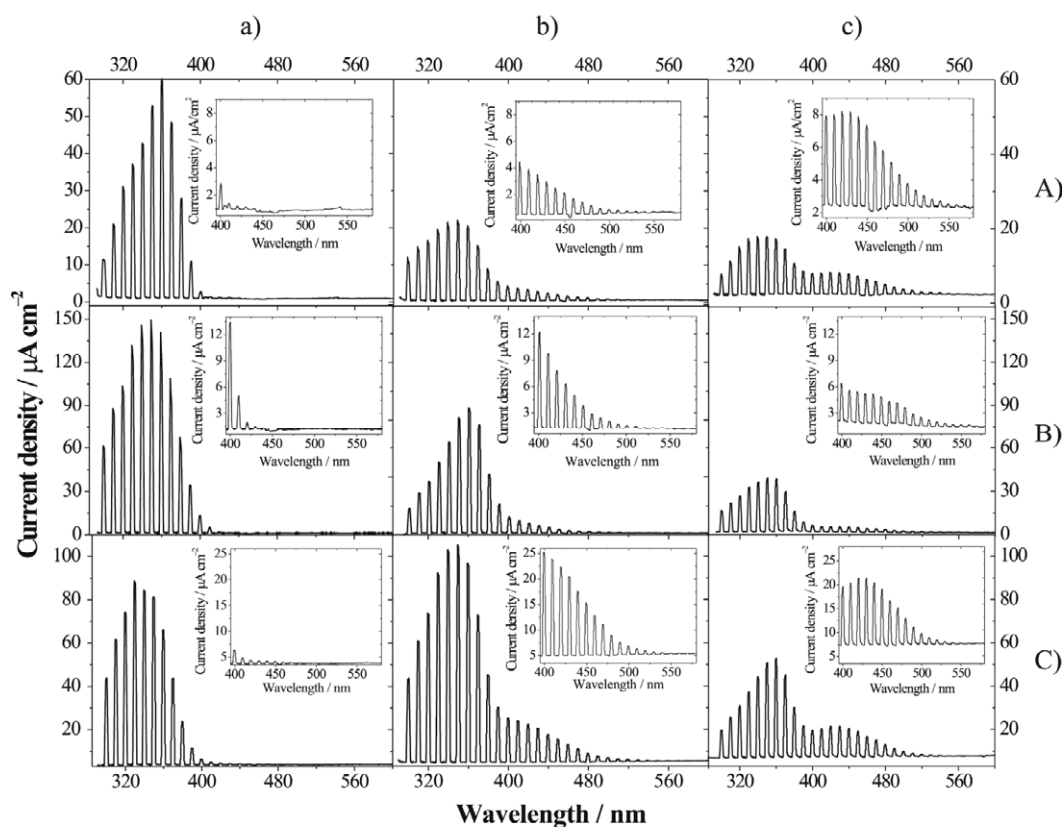 a) b) c)
320 400 480 560 320 400 480 560 320 400 480 560
60
50
40
30
20
10
0
60
40
20
0
A)
Current density / μA/cm²
8
6
4
2
400 450 500 550
Wavelength / nm
Current density / μA/cm²
8
6
4
2
400 450 500 550
Wavelength / nm
Current density / μA/cm²
8
6
4
2
400 450 500 550
Wavelength / nm
150
120
90
60
30
0
150
120
90
60
30
0
B)
Current density / μA cm⁻²
12
9
6
3
400 450 500 550
Wavelength / nm
Current density / μA cm⁻²
12
9
6
3
400 450 500 550
Wavelength / nm
Current density / μA cm⁻²
12
9
6
3
400 450 500 550
Wavelength / nm
100
80
60
40
20
100
80
60
40
20
C)
Current density / μA cm⁻²
25
20
15
10
5
400 450 500 550
Wavelength / nm
Current density / μA cm⁻²
25
20
15
10
5
400 450 500 550
Wavelength / nm
Current density / μA cm⁻²
25
20
15
10
5
400 450 500 550
Wavelength / nm
Current density / μA cm⁻²
320 400 480 560 320 400 480 560 320 400 480 560
Wavelength / nm